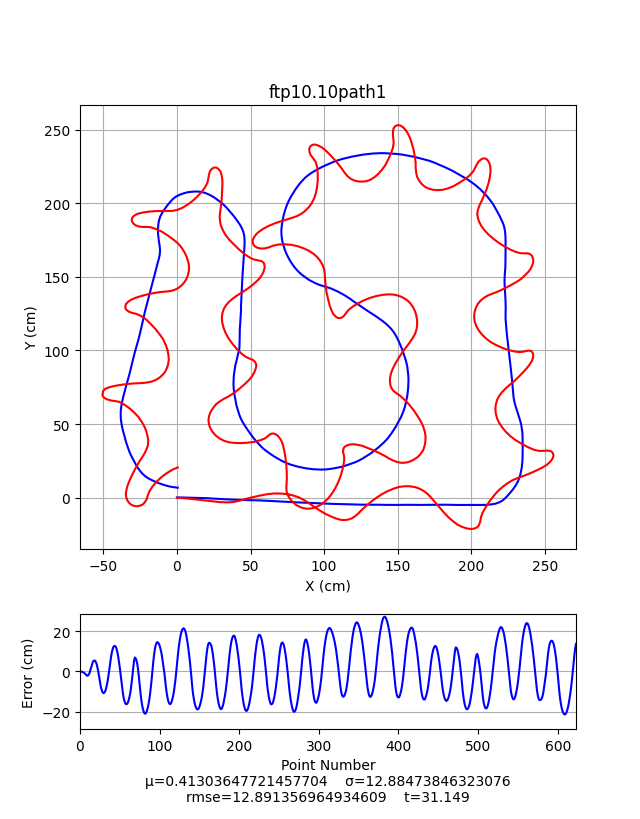 ftp10.10path1
250
200
150
100
50
0
Y (cm)
−50 0 50 100 150 200 250
X (cm)
20
0
−20
Error (cm)
0 100 200 300 400 500 600
Point Number
μ=0.41303647721457704 σ=12.88473846323076
rmse=12.891356964934609 t=31.149